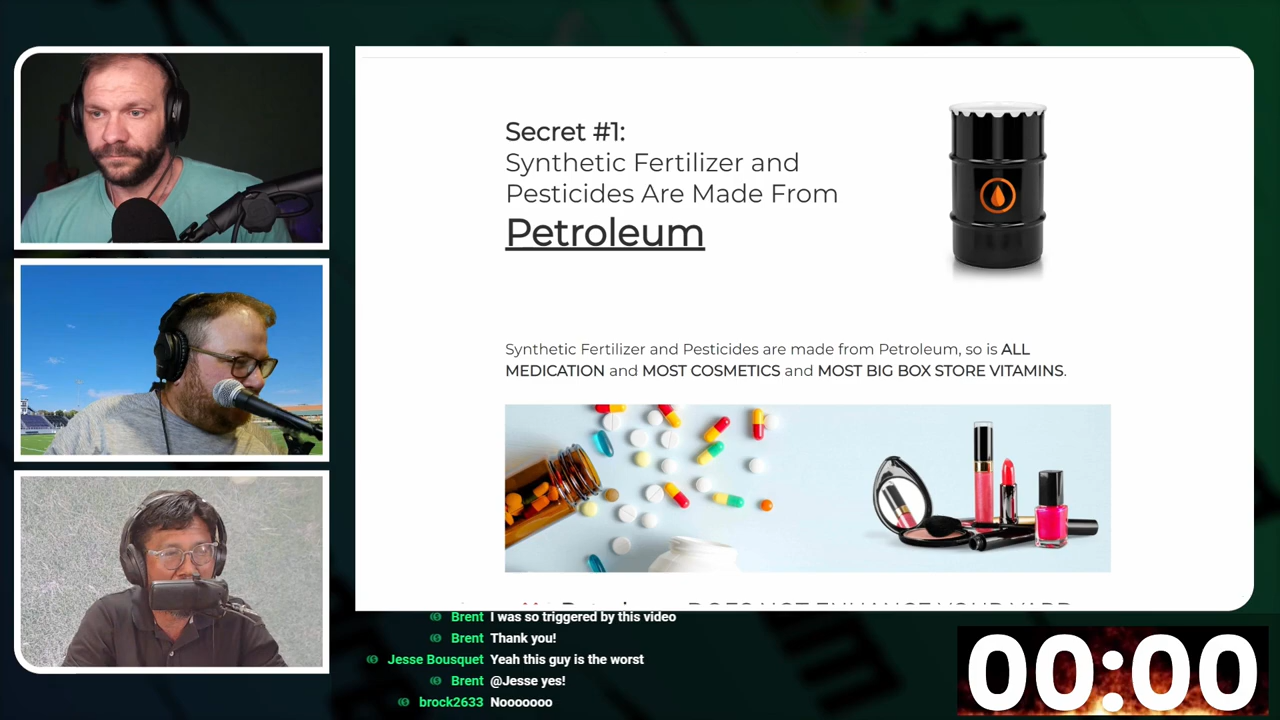 Secret #1:
Synthetic Fertilizer and
Pesticides Are Made From
Petroleum
Synthetic Fertilizer and Pesticides are made from Petroleum, so is ALL
MEDICATION and MOST COSMETICS and MOST BIG BOX STORE VITAMINS.
Brent I was so triggered by this video
Brent Thank you!
Jesse Bousquet Yeah this guy is the worst
Brent @Jesse yes!
brock2633 Nooooooo
00:00